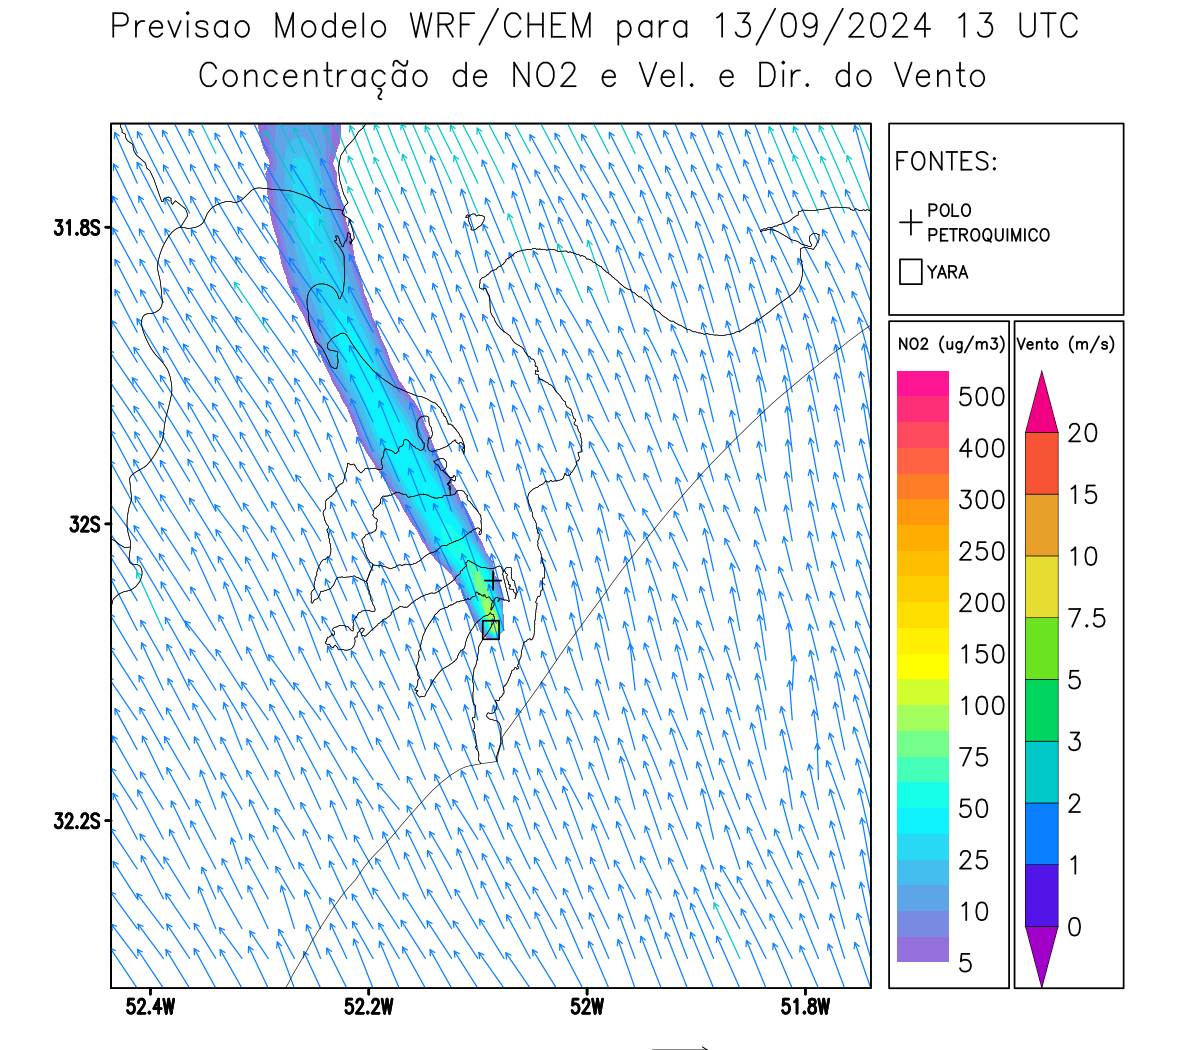 Previsao Modelo WRF/CHEM para 13/09/2024 13 UTC
Concentração de NO2 e Vel. e Dir. do Vento
FONTES:
POLO
PETROQUIMICO
YARA
31.8S
32S
32.2S
52.4W
52.2W
52W
51.8W
NO2 (ug/m3)
500
400
300
250
200
150
100
75
50
25
10
5
Vento (m/s)
20
15
10
7.5
5
3
2
1
0